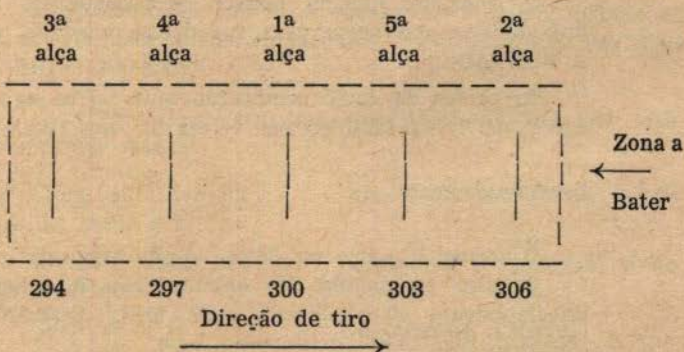 3ª 4ª 1ª 5ª 2ª
alça alça alça alça alça
Zona a
Bater
294 297 300 303 306
Direção de tiro